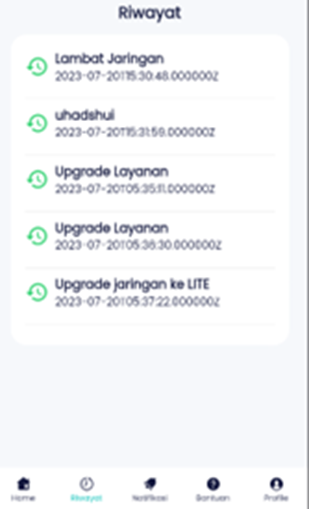 Riwayat
Lambat Jaringan
2023-07-20T15:30:48.000000Z
uhadshui
2023-07-20T15:31:59.000000Z
Upgrade Layanan
2023-07-20T05:35:11.000000Z
Upgrade Layanan
2023-07-20T05:36:30.000000Z
Upgrade jaringan ke LITE
2023-07-20T05:37:22.000000Z
Home Riwayat Notifikasi Bantuan Profile